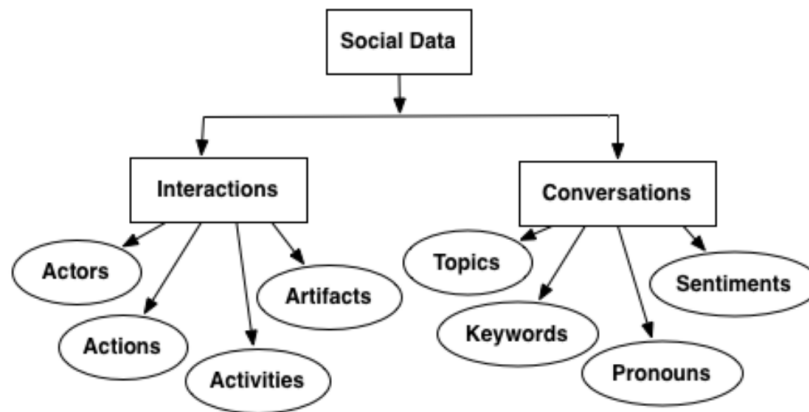 Social Data
Interactions
Conversations
Actors
Artifacts
Actions
Activities
Topics
Sentiments
Keywords
Pronouns